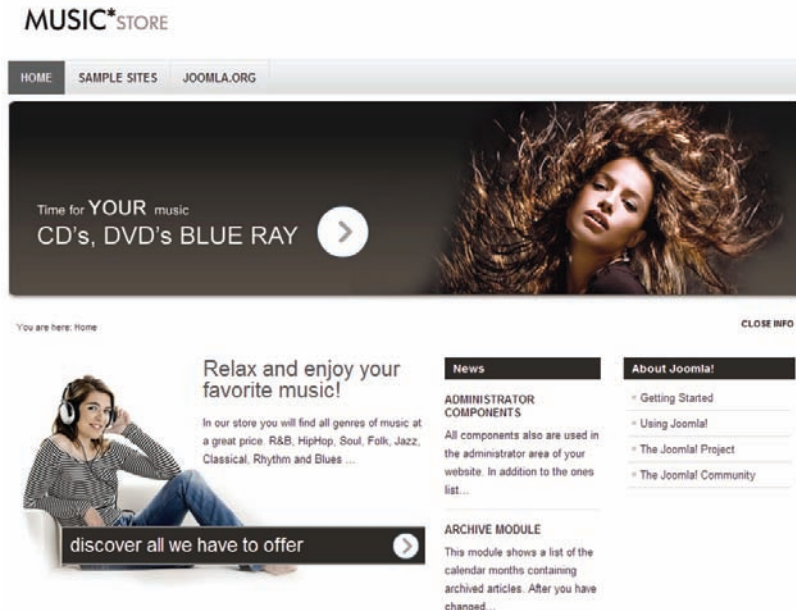 MUSIC*STORE
HOME SAMPLE SITES JOOMLA.ORG
Time for YOUR music
CD's, DVD's BLUE RAY
You are here: Home
CLOSE INFO
Relax and enjoy your
favorite music!
In our store you will find all genres of music at
a great price. R&B, HipHop, Soul, Folk, Jazz,
Classical, Rhythm and Blues ...
discover all we have to offer
News
ADMINISTRATOR
COMPONENTS
All components also are used in
the administrator area of your
website. In addition to the ones
list...
ARCHIVE MODULE
This module shows a list of the
calendar months containing
archived articles. After you have
changed...
About Joomla!
Getting Started
Using Joomla!
The Joomla! Project
The Joomla! Community